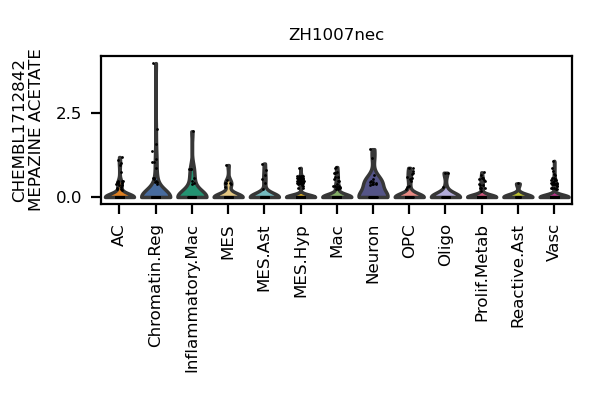 ZH1007nec
CHEMBL1712842
MEPAZINE ACETATE
2.5
0.0
AC
Chromatin.Reg
Inflammatory.Mac
MES
MES.Ast
MES.Hyp
Mac
Neuron
OPC
Oligo
Prolif.Metab
Reactive.Ast
Vasc